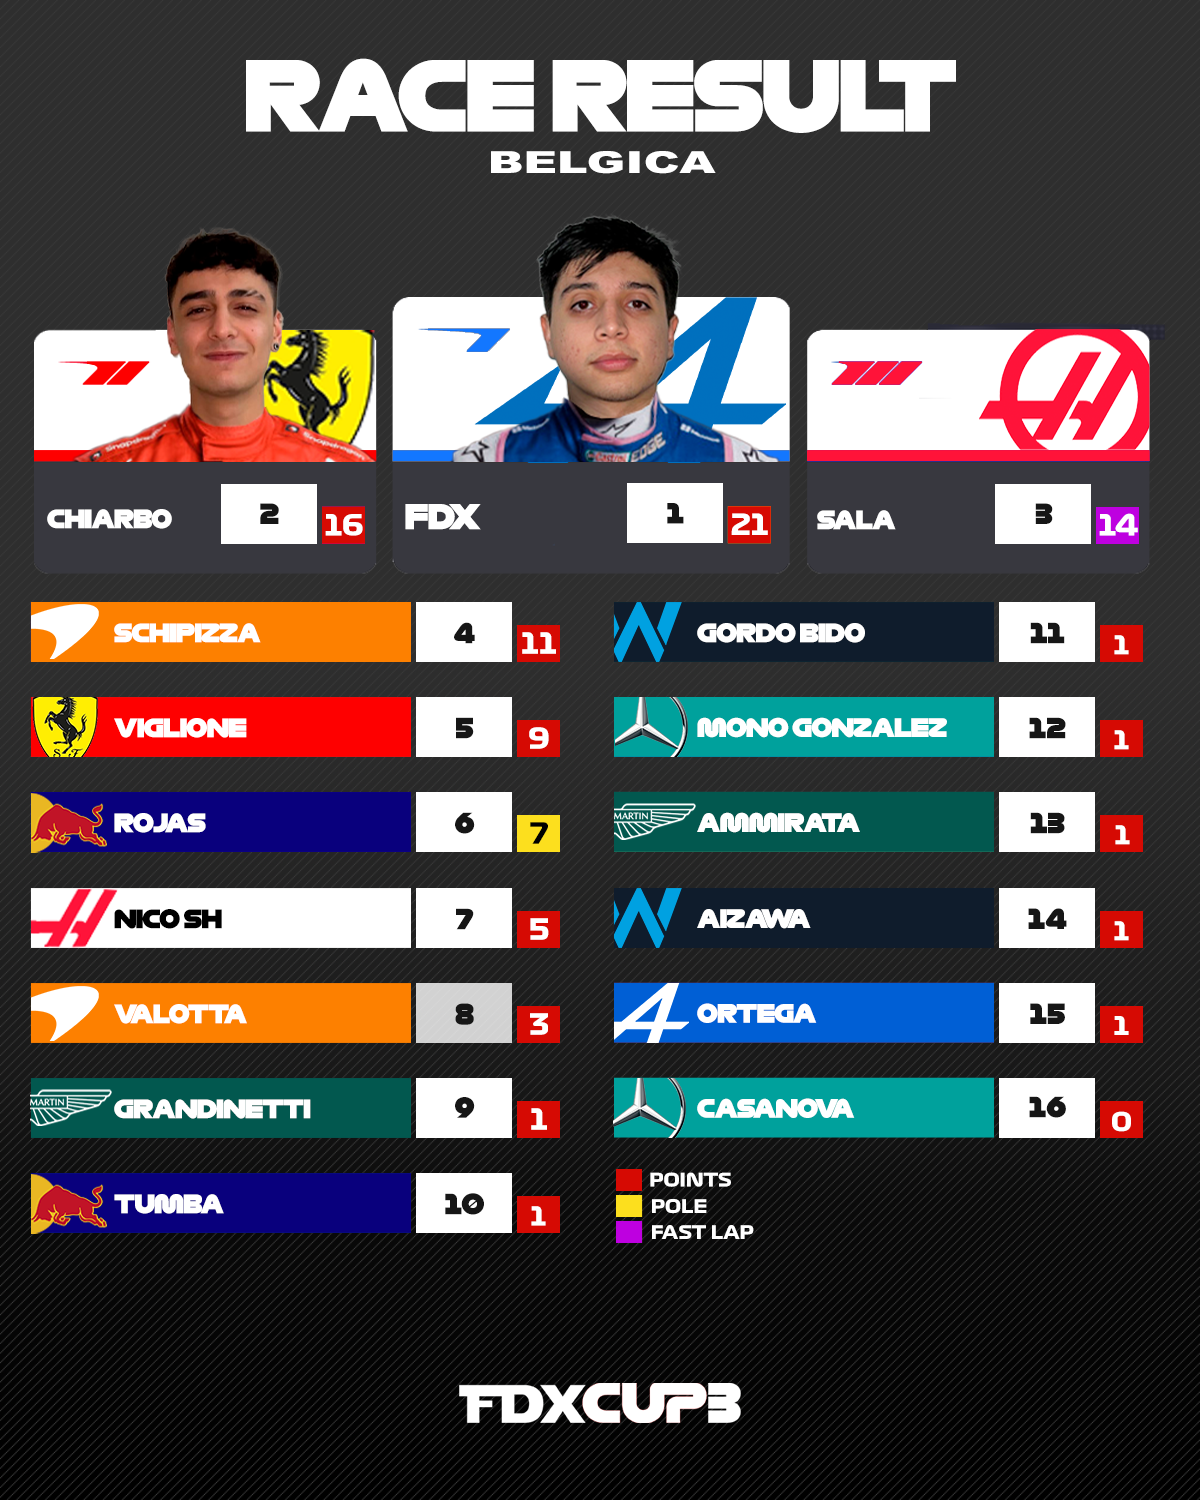 RACE RESULT
BELGICA
Snapdragon
Snapdragon
EDGE
CHIARBO 2 16
FDX 1 21
SALA 3 14
SCHIPIZZA 4 11
VIGLIONE 5 9
S F
ROJAS 6 7
NICO SH 7 5
VALOTTA 8 3
MARTIN GRANDINETTI 9 1
TUMBA 10 1
GORDO BIDO 11 1
MONO GONZALEZ 12 1
MARTIN AMMIRATA 13 1
AIZAWA 14 1
ORTEGA 15 1
CASANOVA 16 0
POINTS
POLE
FAST LAP
FDXCUP3